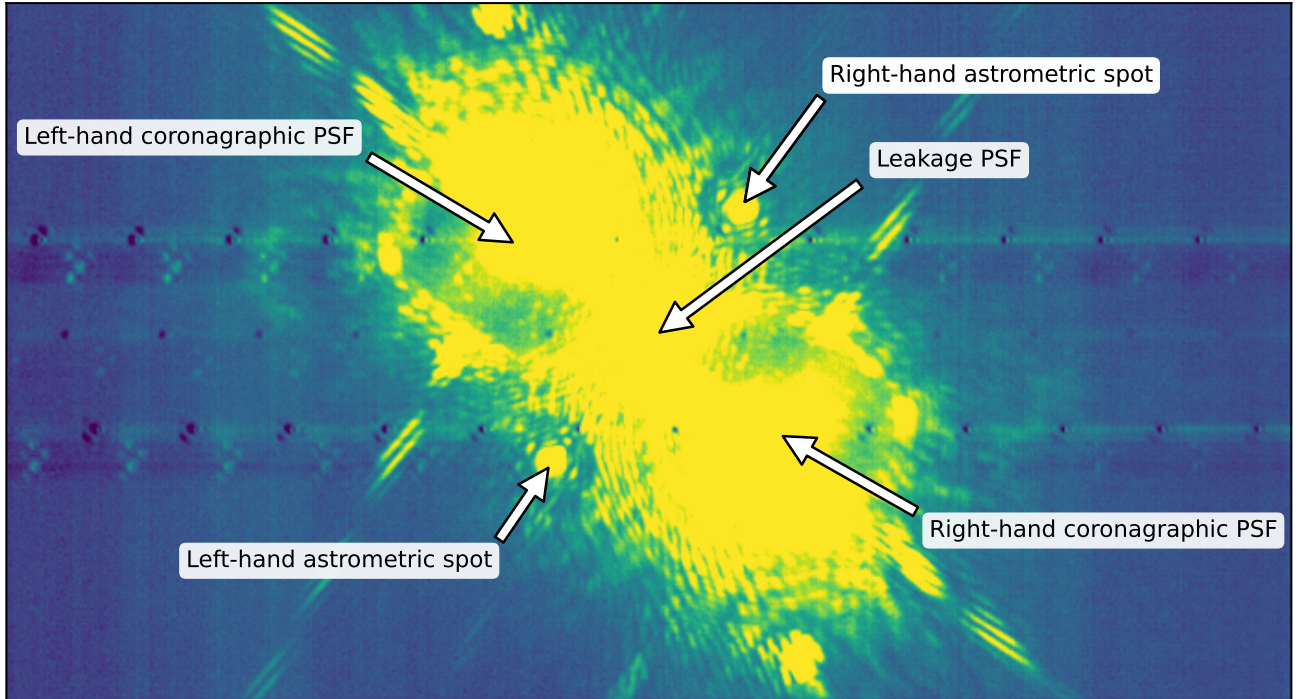 Right-hand astrometric spot
Left-hand coronagraphic PSF
Leakage PSF
Right-hand coronagraphic PSF
Left-hand astrometric spot